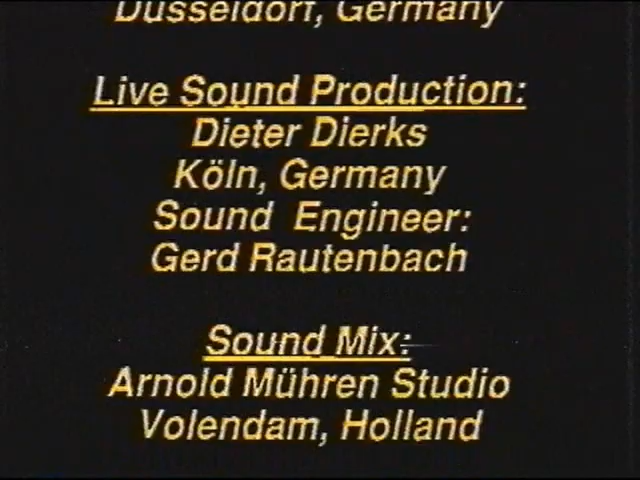 Dusseldorf, Germany
Live Sound Production:
Dieter Dierks
Köln, Germany
Sound Engineer:
Gerd Rautenbach
Sound Mix:
Arnold Mühren Studio
Volendam, Holland